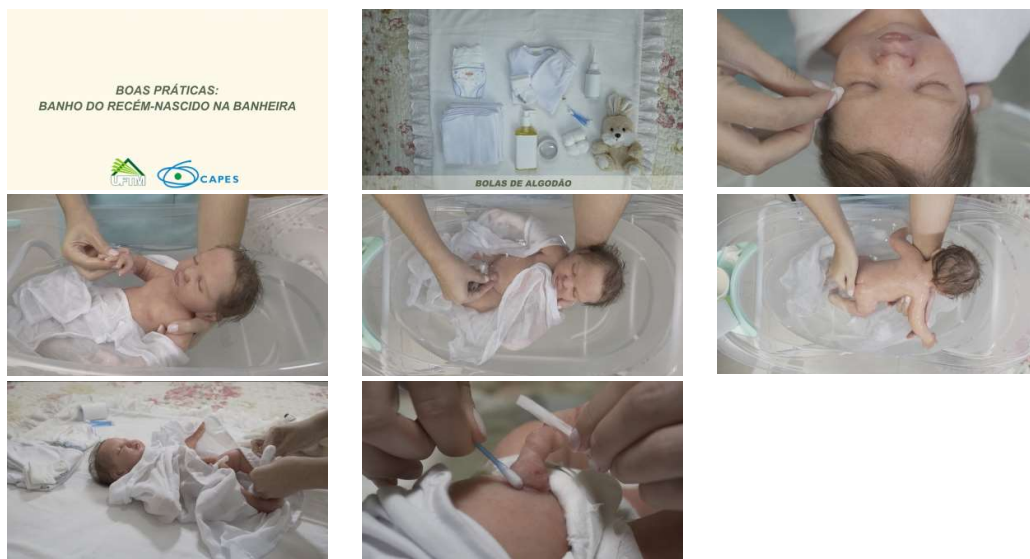 BOAS PRÁTICAS:
BANHO DO RECÉM-NASCIDO NA BANHEIRA
UFTM
CAPES
BOLAS DE ALGODÃO